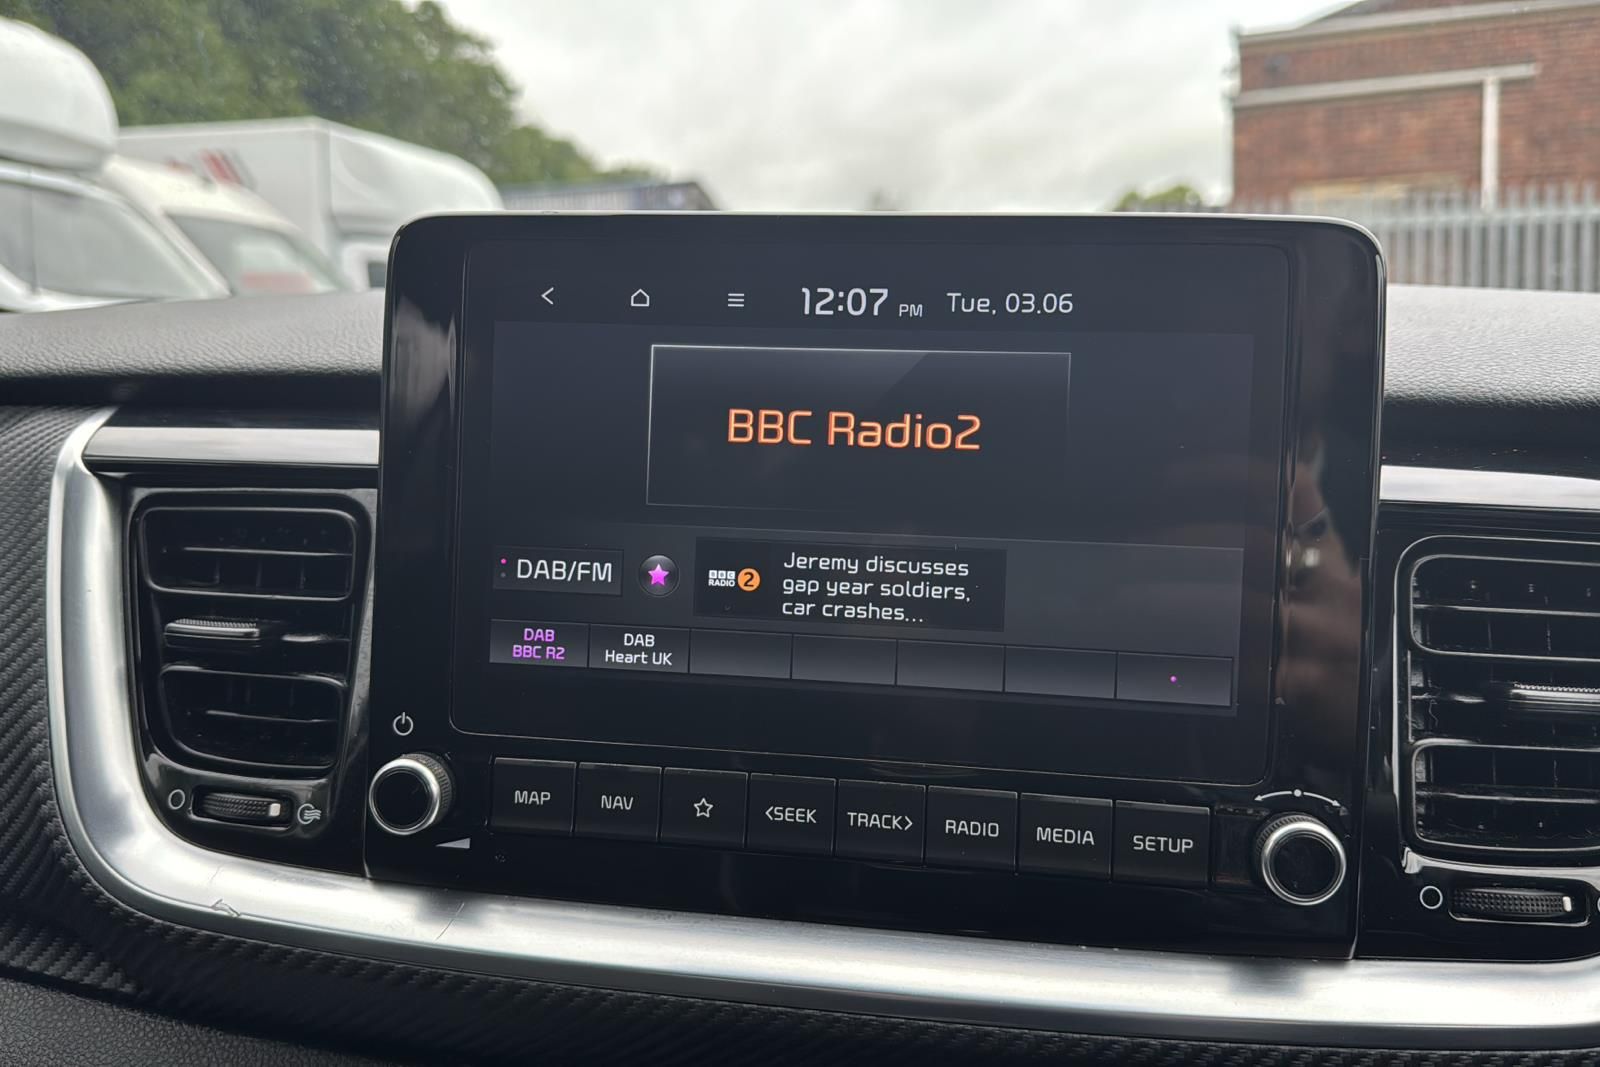 12:07 PM Tue, 03.06
BBC Radio2
DAB/FM
BBC
RADIO 2
Jeremy discusses
gap year soldiers,
car crashes...
DAB
BBC R2
DAB
Heart UK
MAP
NAV
<SEEK
TRACK>
RADIO
MEDIA
SETUP